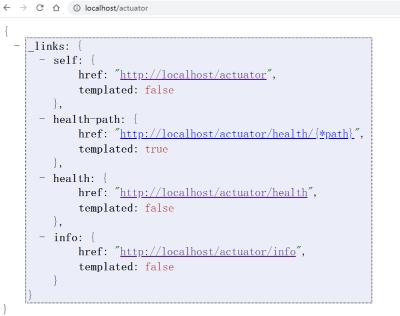 localhost/actuator
{
− _links: {
− self: {
href: "http://localhost/actuator",
templated: false
},
− health-path: {
href: "http://localhost/actuator/health/{*path}",
templated: true
},
− health: {
href: "http://localhost/actuator/health",
templated: false
},
− info: {
href: "http://localhost/actuator/info",
templated: false
}
}
}